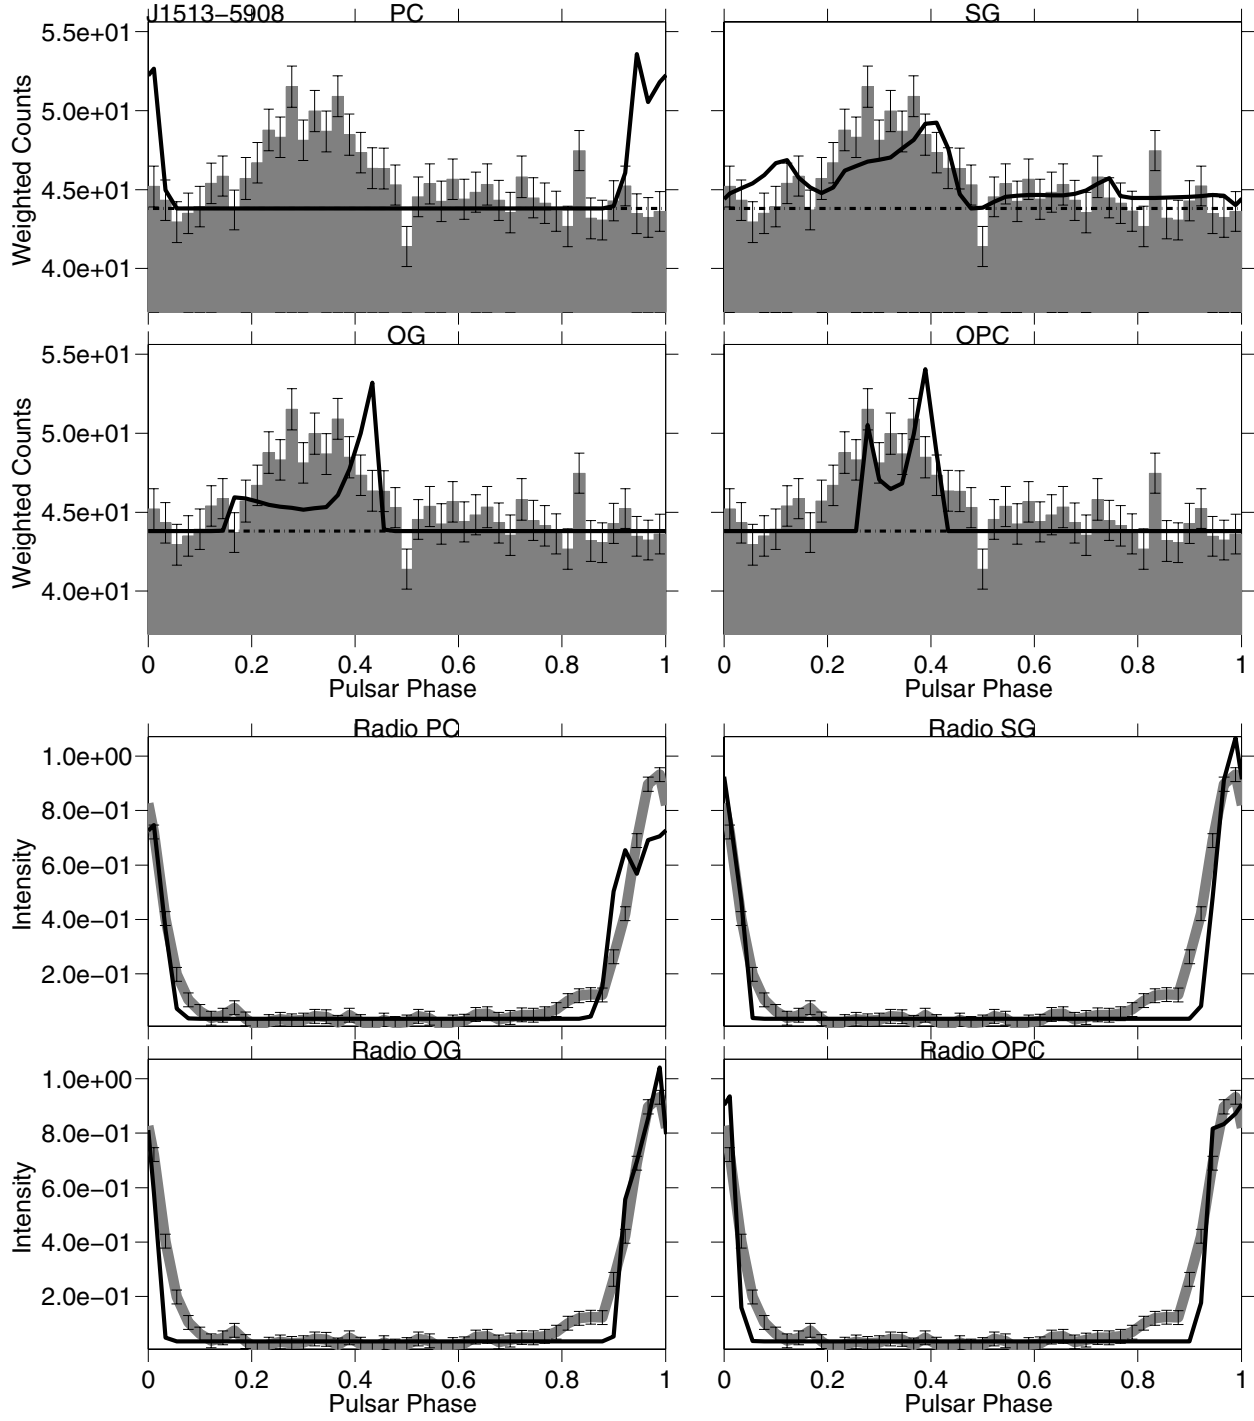 J1513−5908 PC SG
5.5e+01
5.0e+01
4.5e+01
4.0e+01
Weighted Counts
OG OPC
5.5e+01
5.0e+01
4.5e+01
4.0e+01
Weighted Counts
0 0.2 0.4 0.6 0.8 1 0 0.2 0.4 0.6 0.8 1
Pulsar Phase Pulsar Phase
Radio PC Radio SG
1.0e+00
8.0e−01
6.0e−01
4.0e−01
2.0e−01
Intensity
Radio OG Radio OPC
1.0e+00
8.0e−01
6.0e−01
4.0e−01
2.0e−01
Intensity
0 0.2 0.4 0.6 0.8 1 0 0.2 0.4 0.6 0.8 1
Pulsar Phase Pulsar Phase